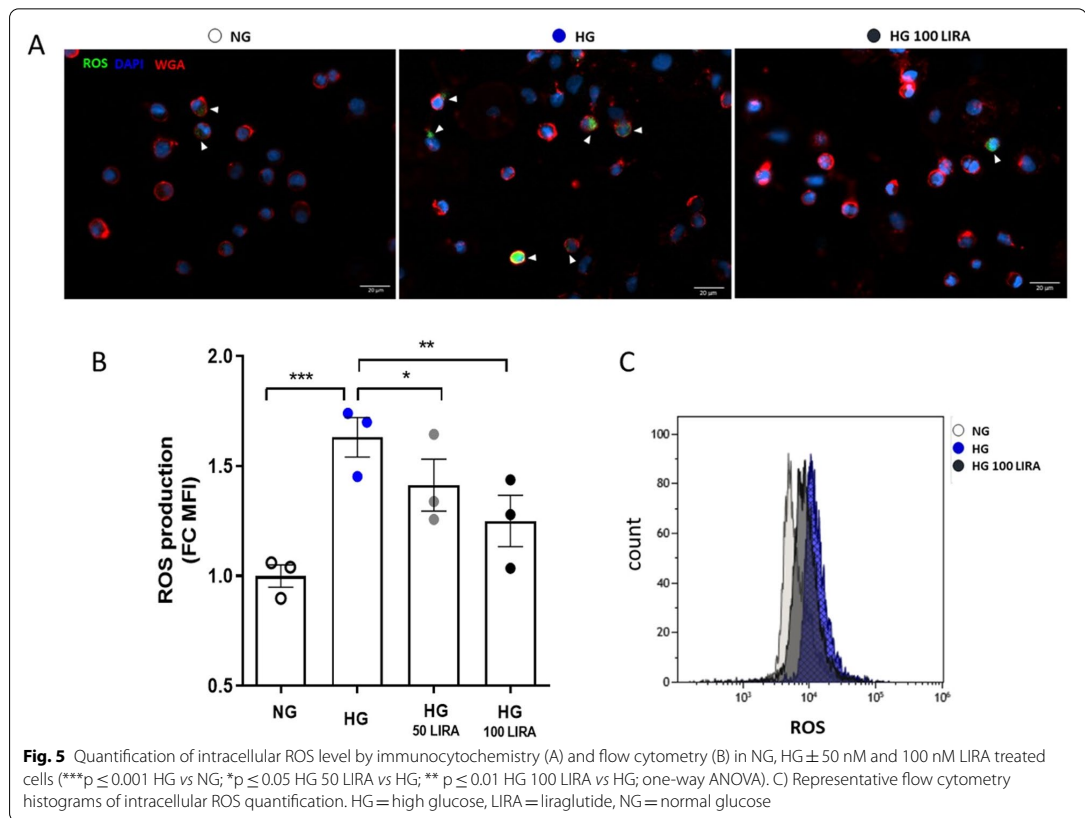 A
NG
HG
HG 100 LIRA
ROS DAPI WGA
20 µm
20 µm
20 µm
B
ROS production
(FC MFI)
2.0
1.5
1.0
0.5
***
*
**
NG
HG
HG
50 LIRA
HG
100 LIRA
C
count
100
80
60
40
20
0
10³
10⁴
10⁵
10⁶
ROS
NG
HG
HG 100 LIRA
Fig. 5 Quantification of intracellular ROS level by immunocytochemistry (A) and flow cytometry (B) in NG, HG ± 50 nM and 100 nM LIRA treated
cells (***p ≤ 0.001 HG vs NG; *p ≤ 0.05 HG 50 LIRA vs HG; ** p ≤ 0.01 HG 100 LIRA vs HG; one-way ANOVA). C) Representative flow cytometry
histograms of intracellular ROS quantification. HG = high glucose, LIRA = liraglutide, NG = normal glucose